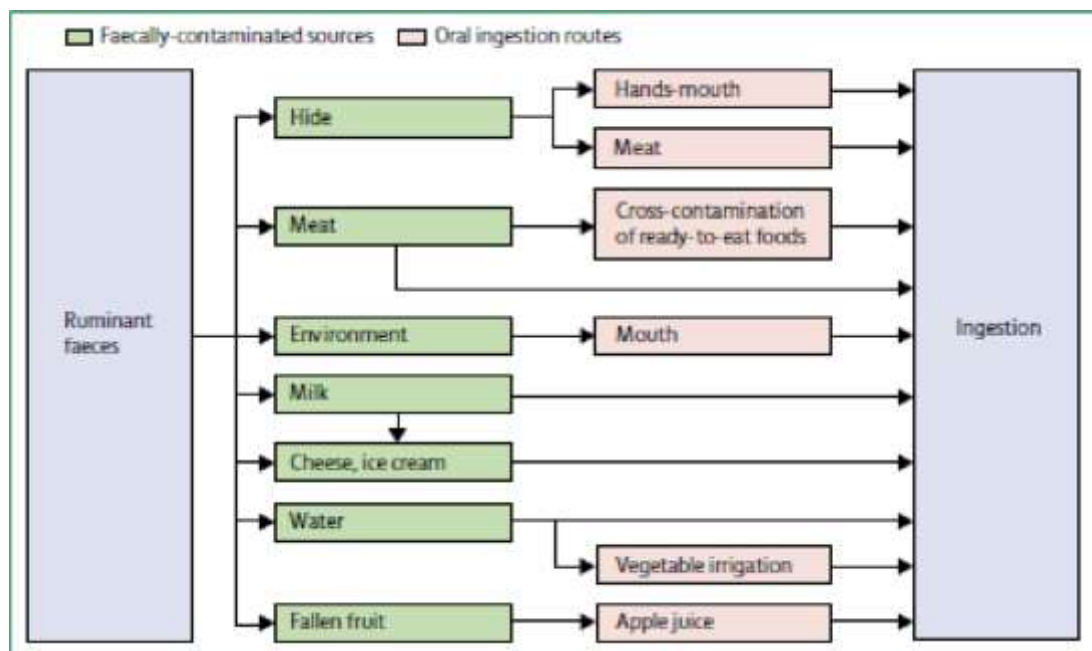 Faecally-contaminated sources
Oral ingestion routes
Ruminant
faeces
Hide
Hands-mouth
Meat
Meat
Cross-contamination
of ready-to-eat foods
Environment
Mouth
Milk
Cheese, ice cream
Water
Vegetable irrigation
Fallen fruit
Apple juice
Ingestion